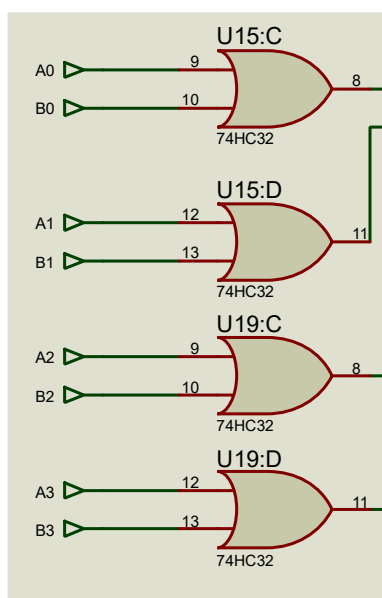 U15:C
A0 9 8
B0 10
74HC32
U15:D
A1 12
B1 13 11
74HC32
U19:C
A2 9 8
B2 10
74HC32
U19:D
A3 12 11
B3 13
74HC32